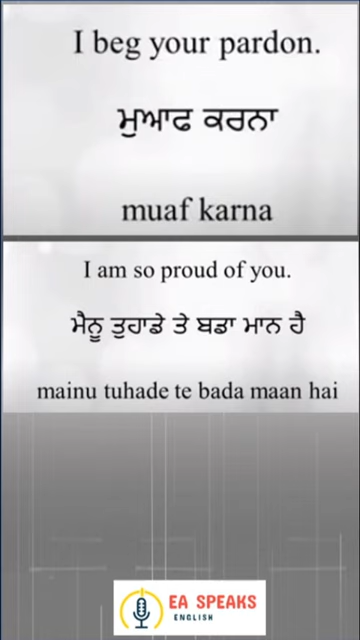 I beg your pardon.
ਮੁਆਫ ਕਰਨਾ
muaf karna
I am so proud of you.
ਮੈਨੂ ਤੁਹਾਡੇ ਤੇ ਬਡਾ ਮਾਨ ਹੈ
mainu tuhade te bada maan hai
EA SPEAKS
ENGLISH